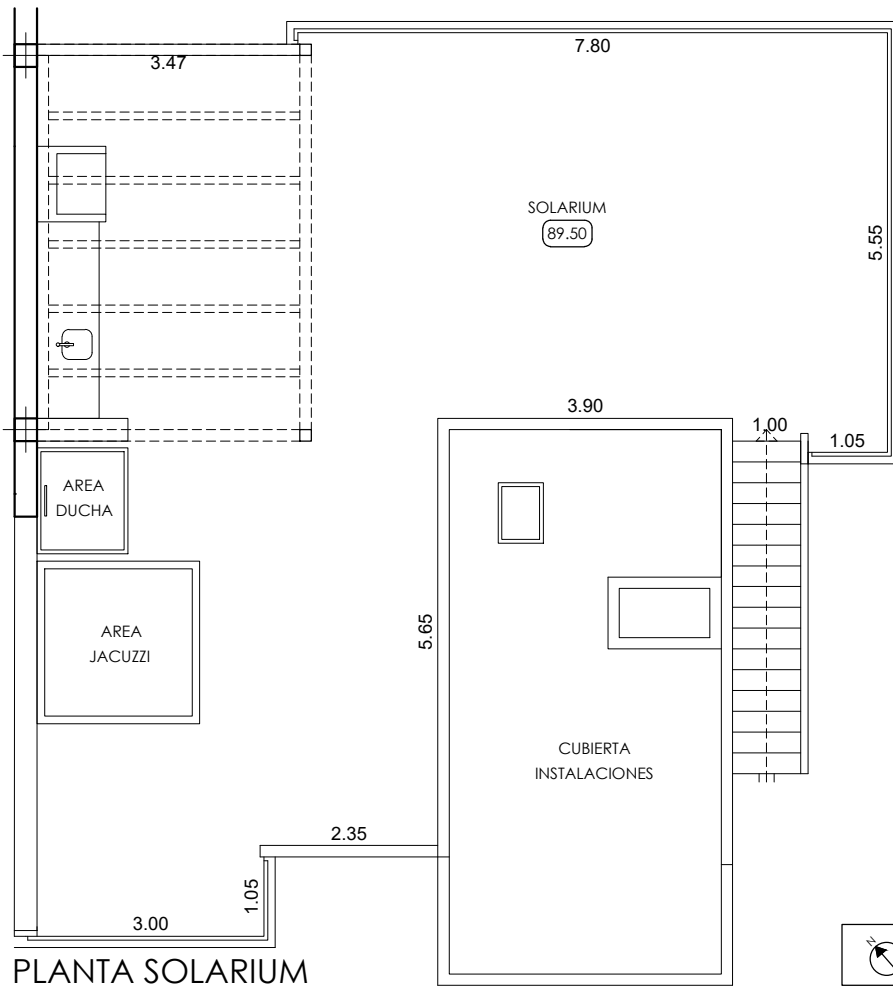 3.47
7.80
SOLARIUM
89.50
5.55
3.90
1.00
1.05
AREA
DUCHA
5.65
AREA
JACUZZI
CUBIERTA
INSTALACIONES
2.35
1.05
3.00
PLANTA SOLARIUM
N